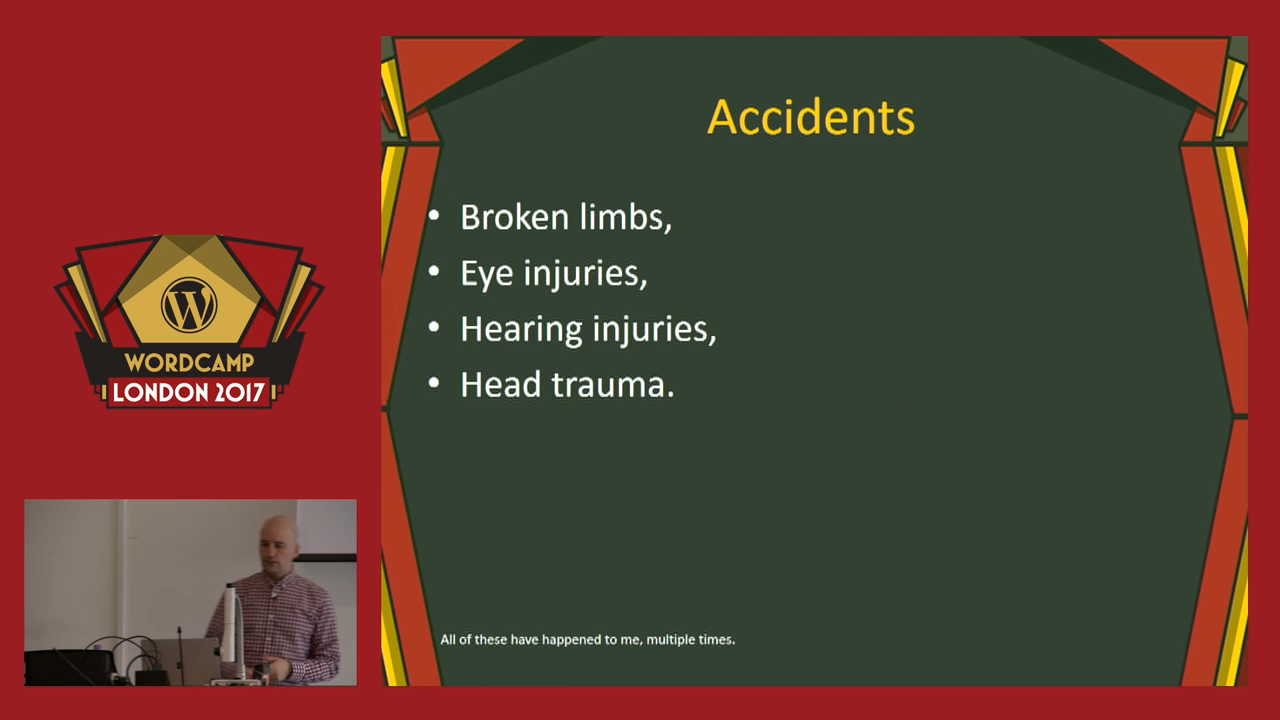 WORDCAMP
LONDON 2017
Accidents
• Broken limbs,
• Eye injuries,
• Hearing injuries,
• Head trauma.
All of these have happened to me, multiple times.